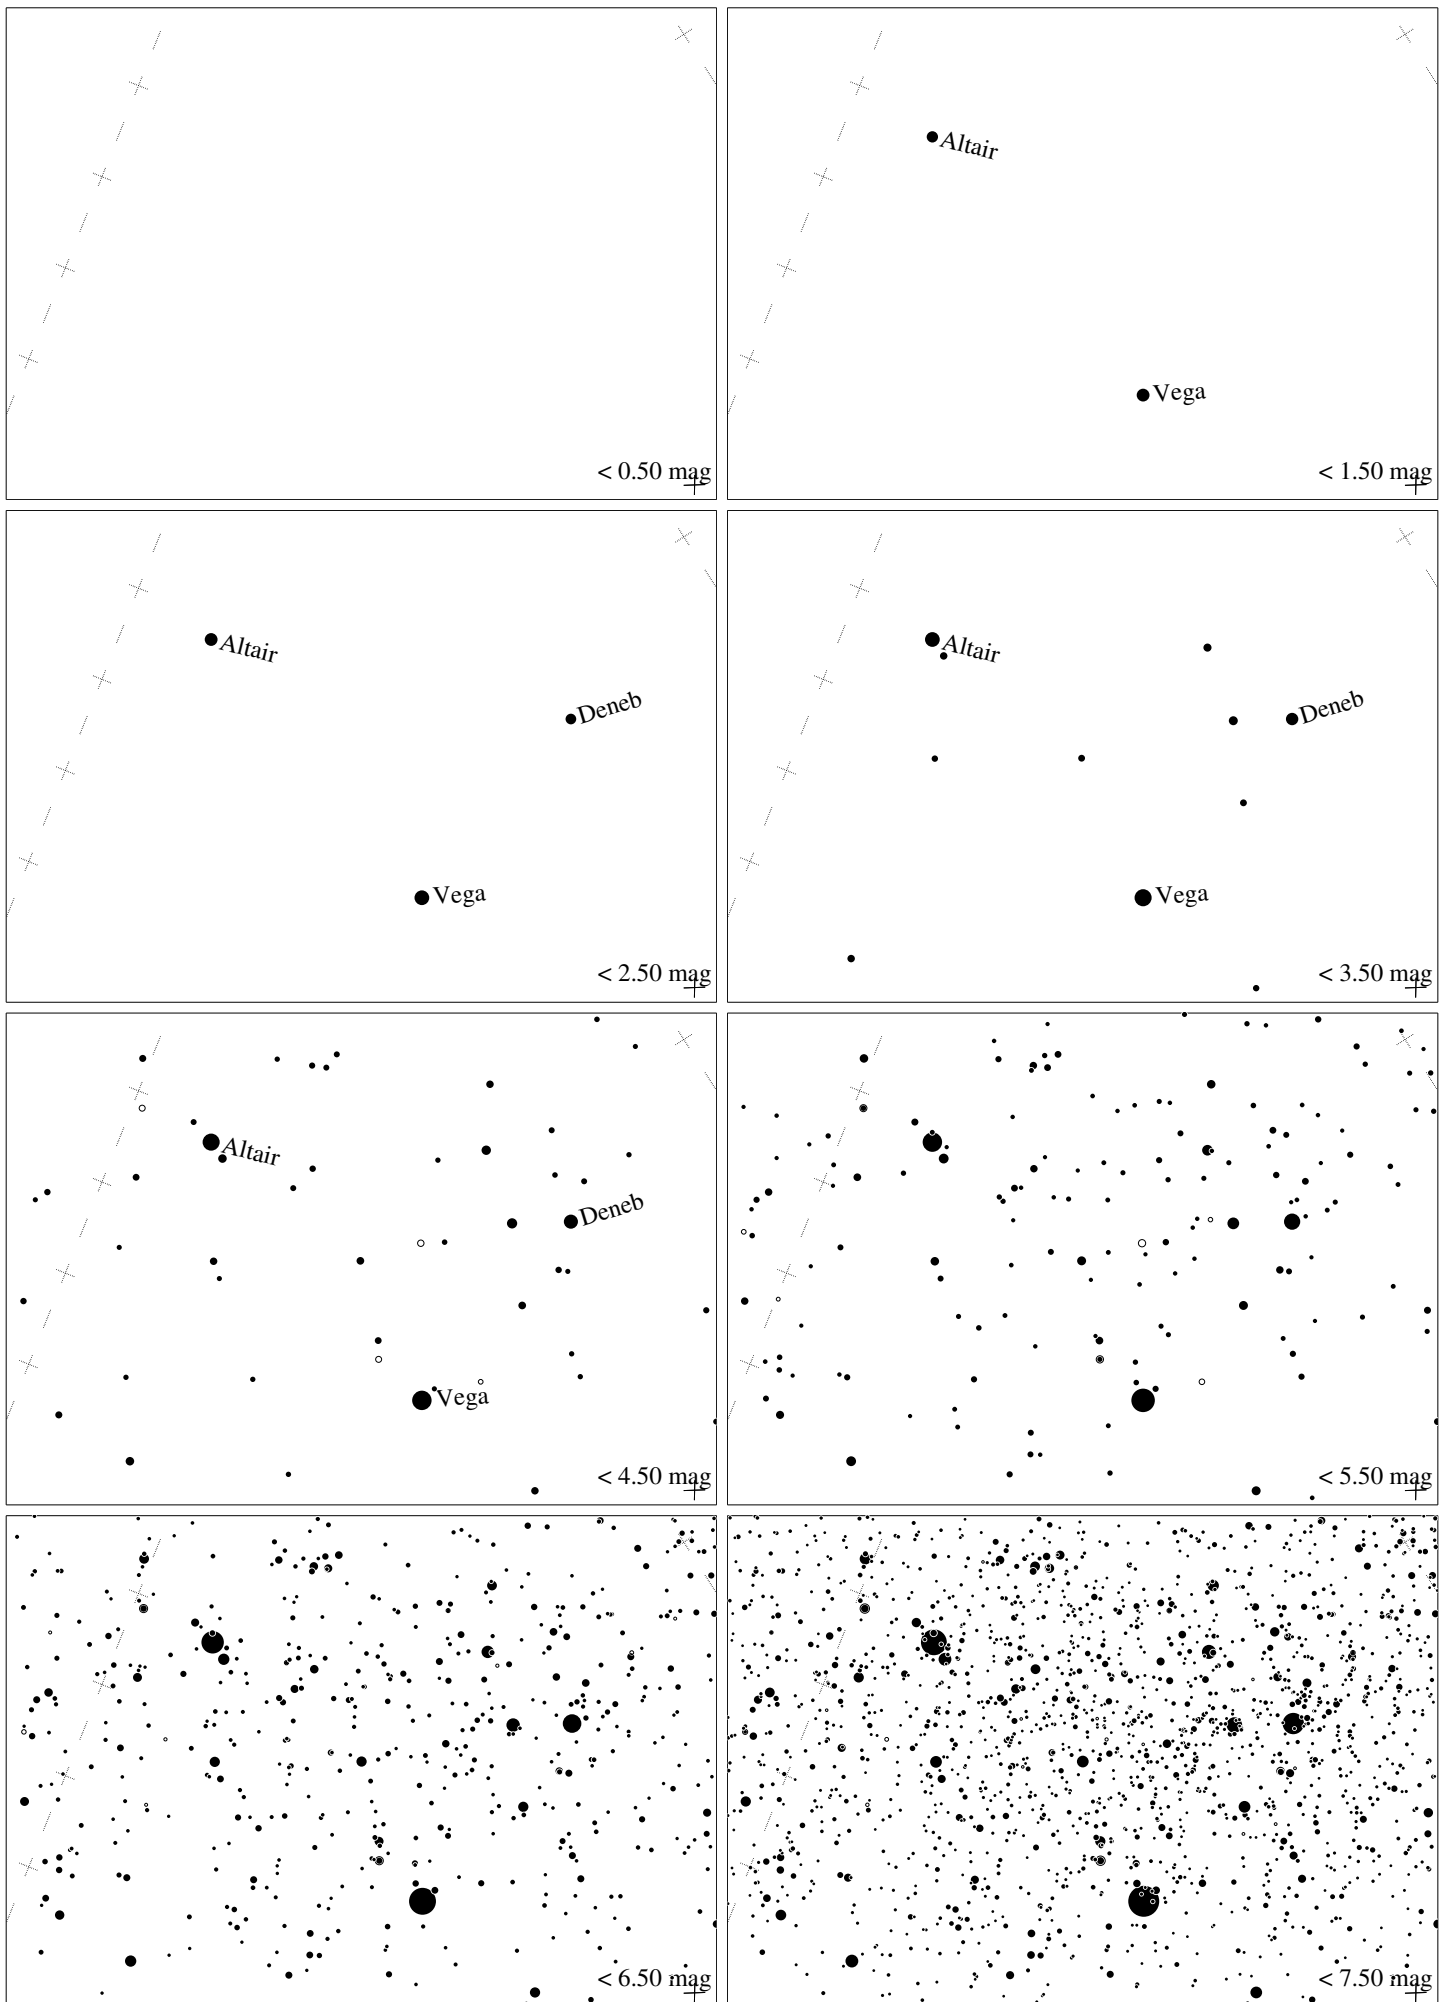 < 0.50 mag
Altair
Vega
< 1.50 mag
Altair
Deneb
Vega
< 2.50 mag
Altair
Deneb
Vega
< 3.50 mag
Altair
Deneb
Vega
< 4.50 mag
< 5.50 mag
< 6.50 mag
< 7.50 mag